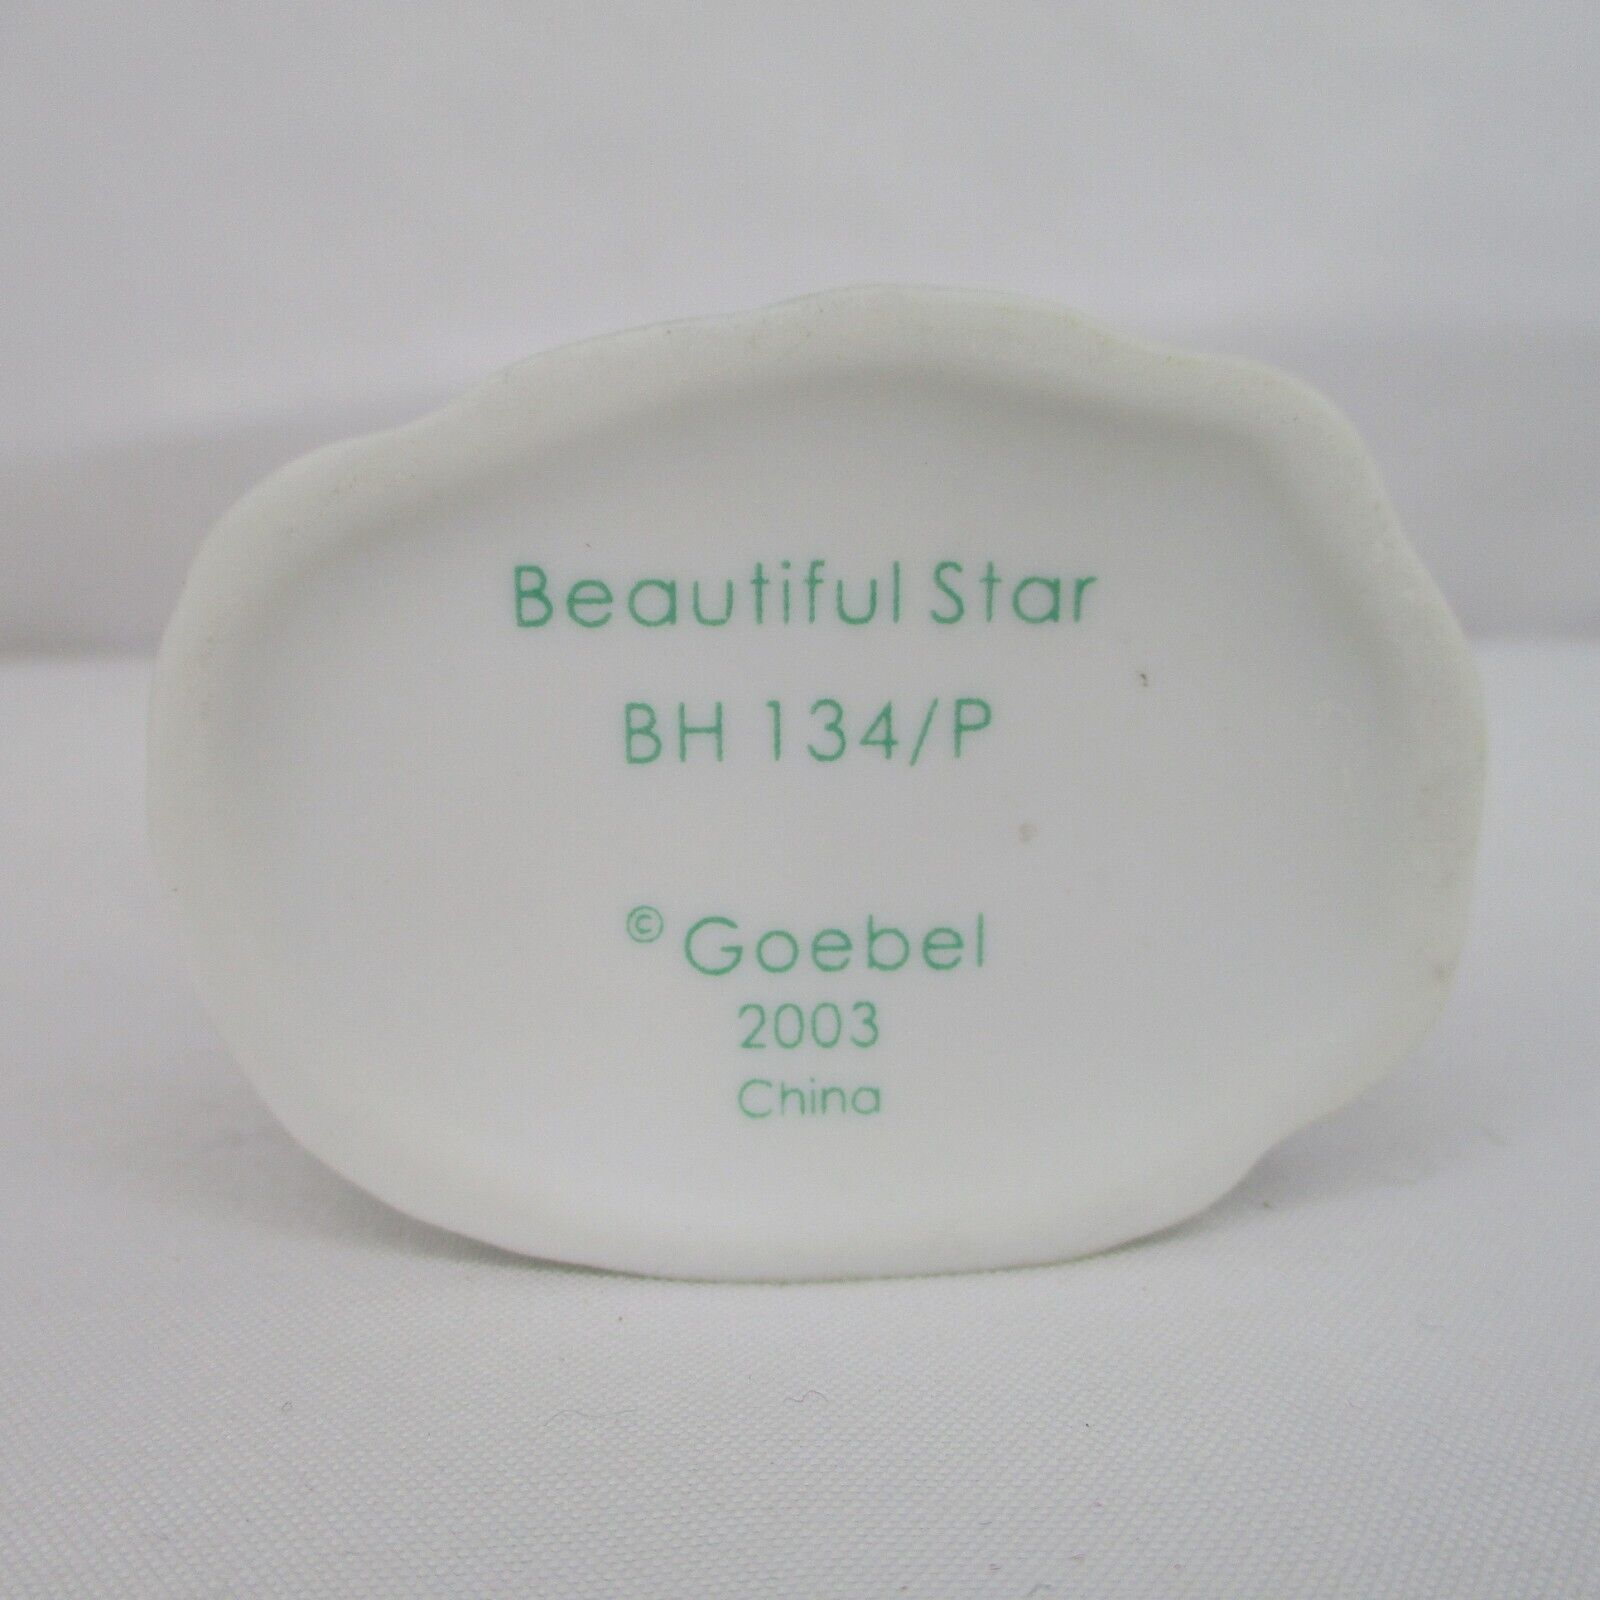 Beautiful Star
BH 134/P
© Goebel
2003
China